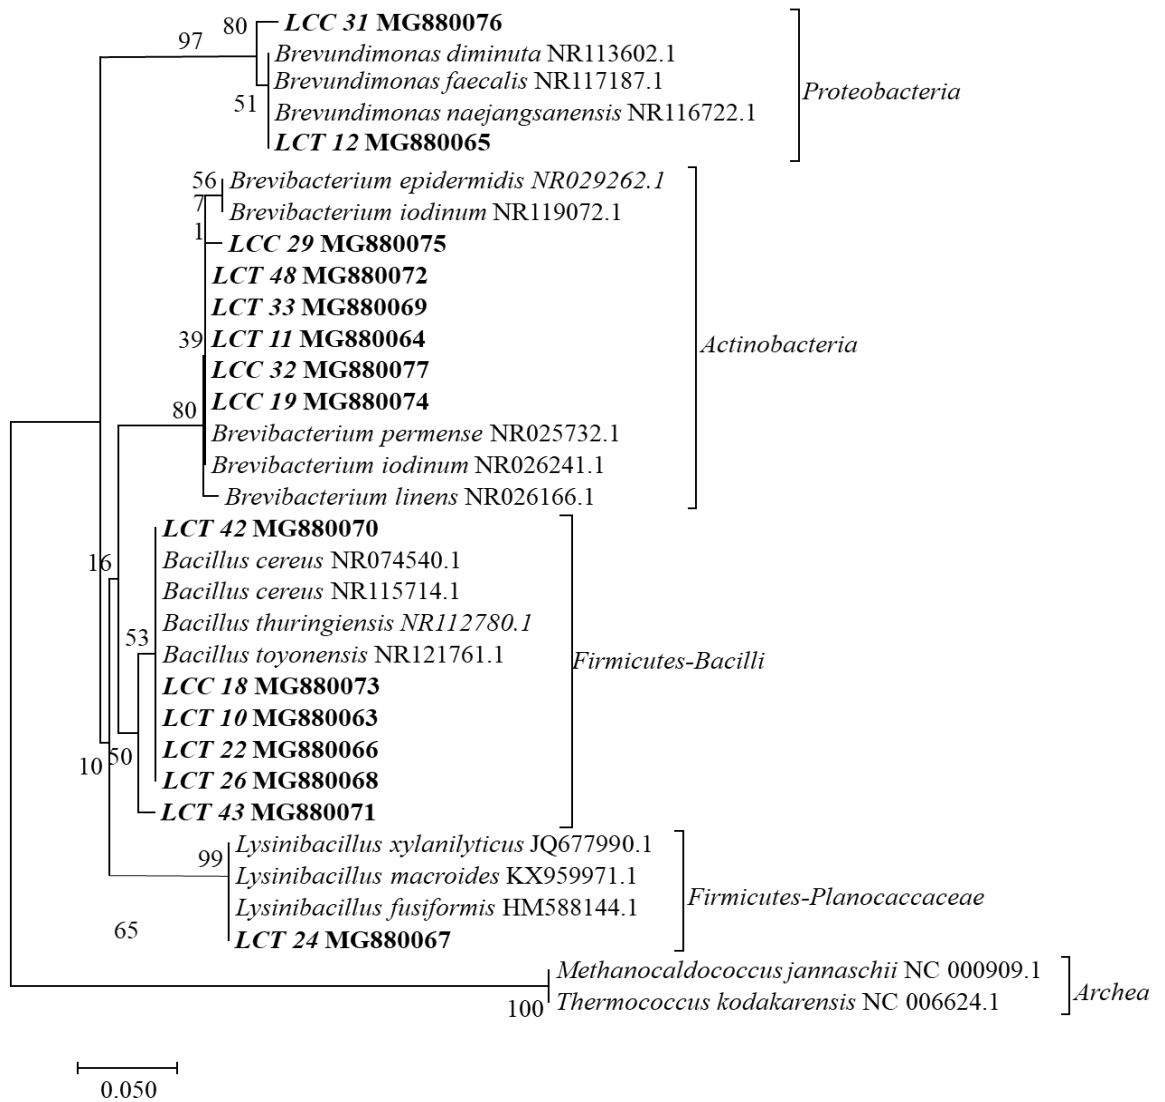 80
LCC 31 MG880076
97
Brevundimonas diminuta NR113602.1
Brevundimonas faecalis NR117187.1
Proteobacteria
51
Brevundimonas naejangsanensis NR116722.1
LCT 12 MG880065
56
Brevibacterium epidermidis NR029262.1
7
Brevibacterium iodinum NR119072.1
1
LCC 29 MG880075
LCT 48 MG880072
LCT 33 MG880069
39
LCT 11 MG880064
Actinobacteria
LCC 32 MG880077
80
LCC 19 MG880074
Brevibacterium permense NR025732.1
Brevibacterium iodinum NR026241.1
Brevibacterium linens NR026166.1
LCT 42 MG880070
16
Bacillus cereus NR074540.1
Bacillus cereus NR115714.1
Bacillus thuringiensis NR112780.1
53
Bacillus toyonensis NR121761.1
Firmicutes-Bacilli
LCC 18 MG880073
LCT 10 MG880063
LCT 22 MG880066
10
50
LCT 26 MG880068
LCT 43 MG880071
Lysinibacillus xylanilyticus JQ677990.1
99
Lysinibacillus macroides KX959971.1
Firmicutes-Planocaccaceae
Lysinibacillus fusiformis HM588144.1
65
LCT 24 MG880067
Methanocaldococcus jannaschii NC 000909.1
Archea
100
Thermococcus kodakarensis NC 006624.1
0.050